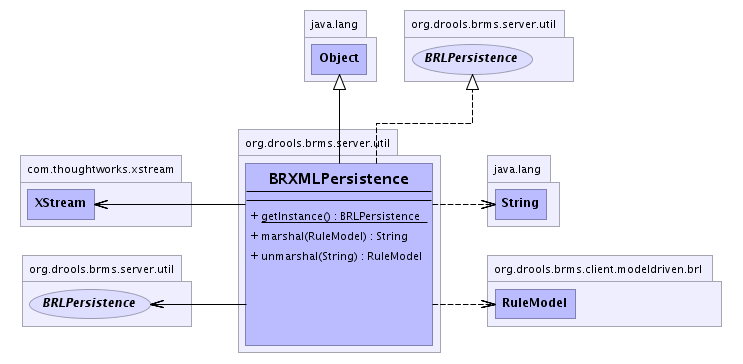 java.lang
Object
org.drools.brms.server.util
BRLPersistence
org.drools.brms.server.util
BRXMLPersistence
+ getInstance() : BRLPersistence
+ marshal(RuleModel) : String
+ unmarshal(String) : RuleModel
com.thoughtworks.xstream
XStream
java.lang
String
org.drools.brms.server.util
BRLPersistence
org.drools.brms.client.modeldriven.brl
RuleModel